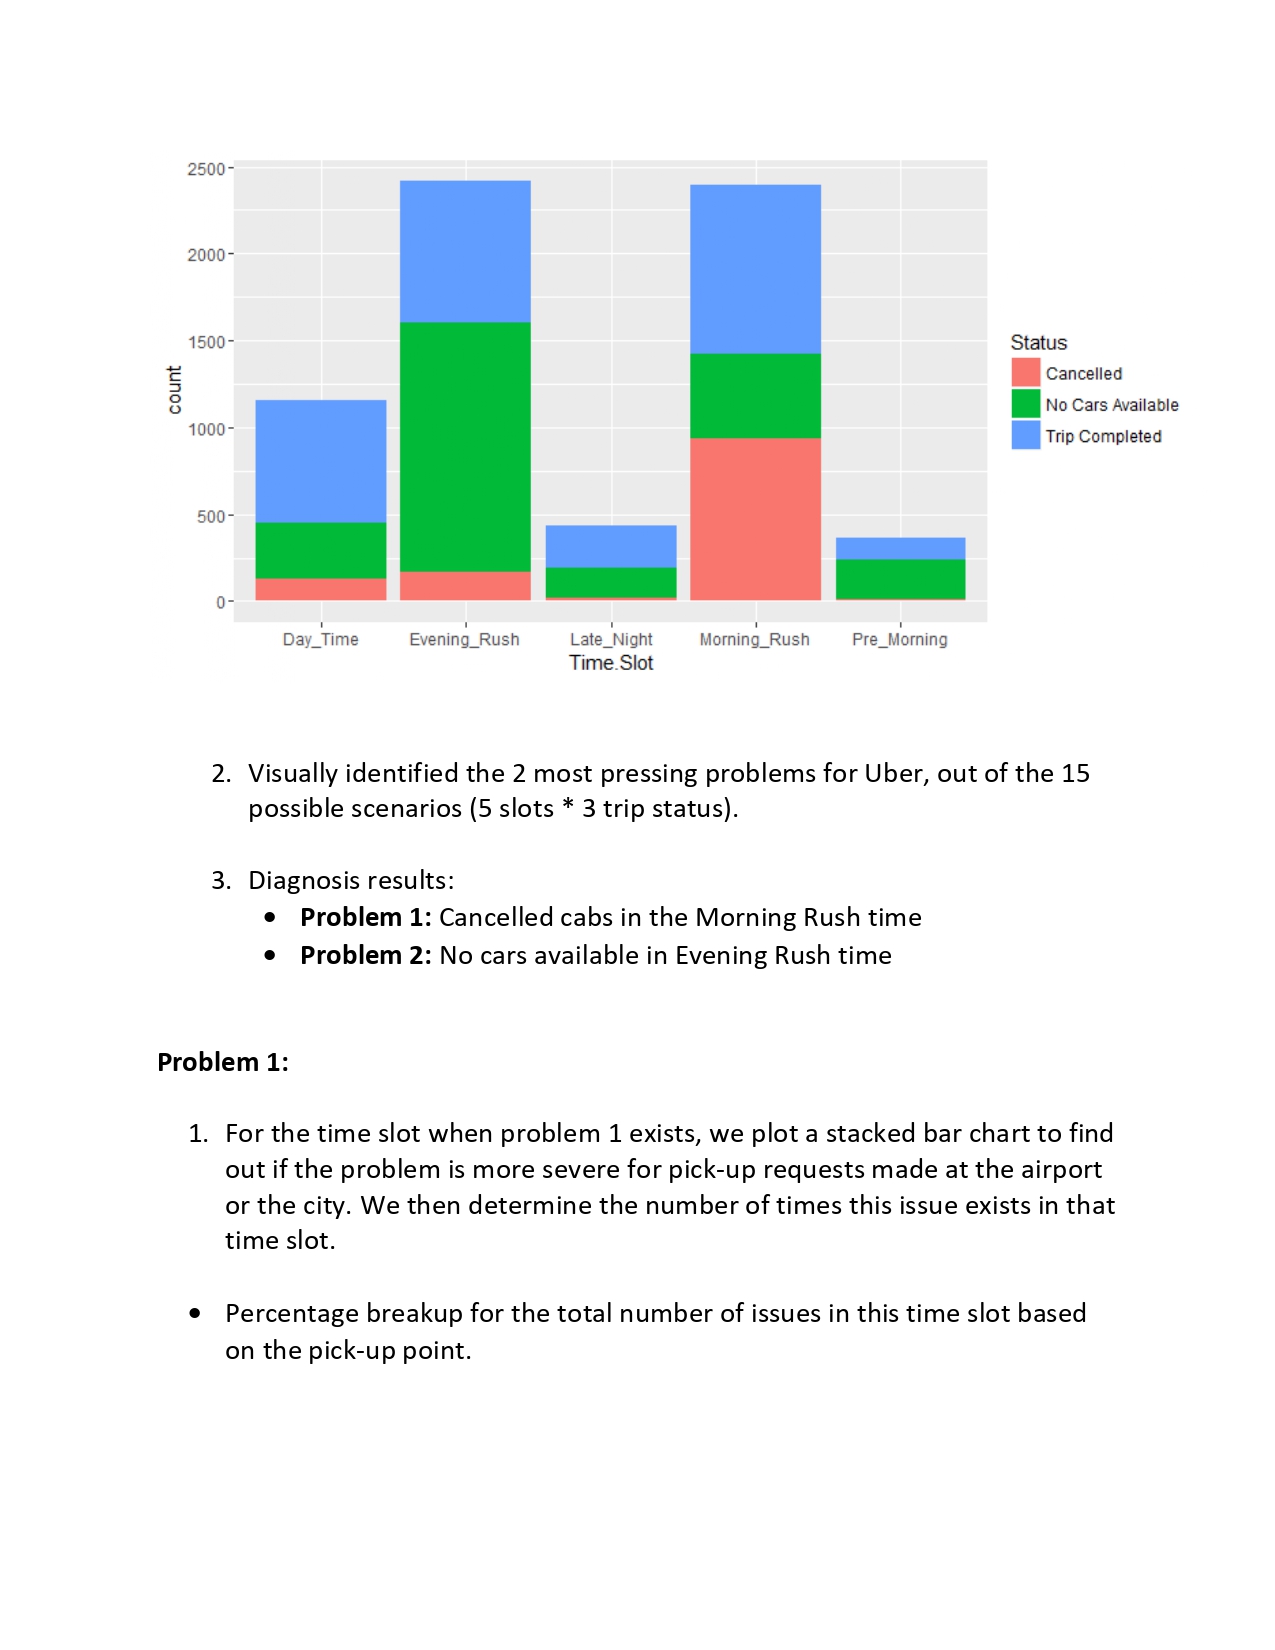 2500
2000
1500
1000
500
0
count
Day_Time Evening_Rush Late_Night Morning_Rush Pre_Morning
Time.Slot
Status
Cancelled
No Cars Available
Trip Completed
2. Visually identified the 2 most pressing problems for Uber, out of the 15
possible scenarios (5 slots * 3 trip status).
3. Diagnosis results:
• Problem 1: Cancelled cabs in the Morning Rush time
• Problem 2: No cars available in Evening Rush time
Problem 1:
1. For the time slot when problem 1 exists, we plot a stacked bar chart to find
out if the problem is more severe for pick-up requests made at the airport
or the city. We then determine the number of times this issue exists in that
time slot.
• Percentage breakup for the total number of issues in this time slot based
on the pick-up point.